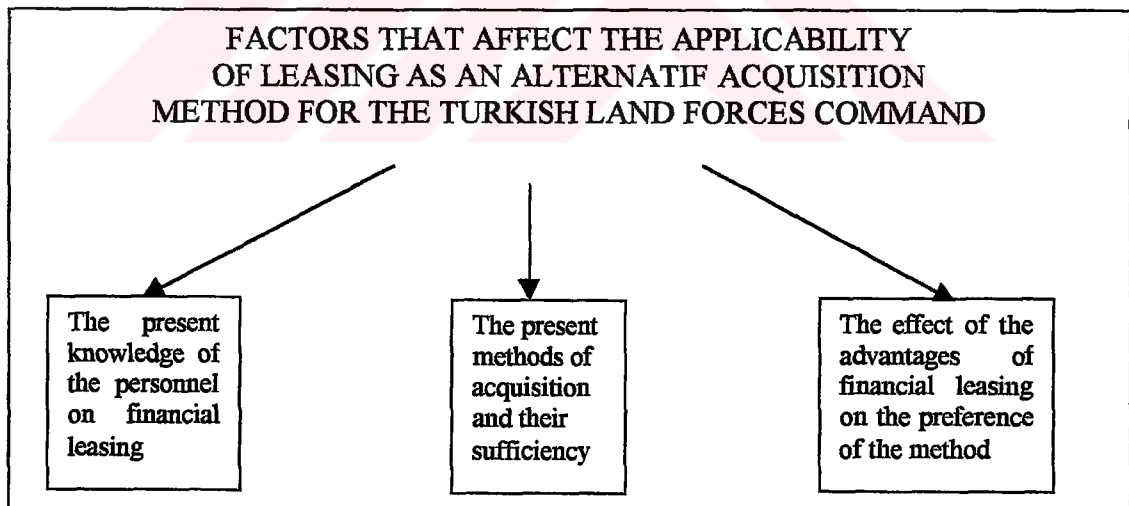 FACTORS THAT AFFECT THE APPLICABILITY
OF LEASING AS AN ALTERNATIF ACQUISITION
METHOD FOR THE TURKISH LAND FORCES COMMAND
The present
knowledge of
the personnel
on financial
leasing
The present
methods of
acquisition
and their
sufficiency
The effect of the
advantages of
financial leasing
on the preference
of the method